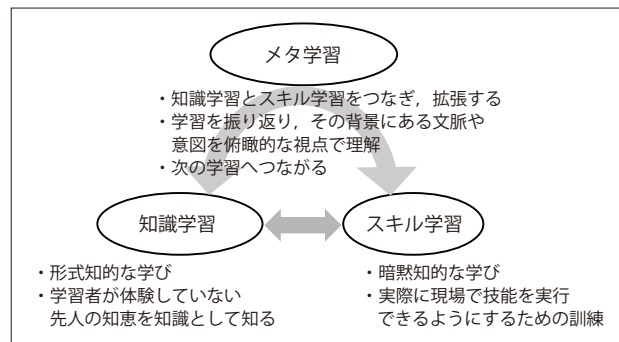 メタ学習
・知識学習とスキル学習をつなぎ，拡張する
・学習を振り返り，その背景にある文脈や
意図を俯瞰的な視点で理解
・次の学習へつながる
知識学習
スキル学習
・形式知的な学び
・学習者が体験していない
先人の知恵を知識として知る
・暗黙知的な学び
・実際に現場で技能を実行
できるようにするための訓練